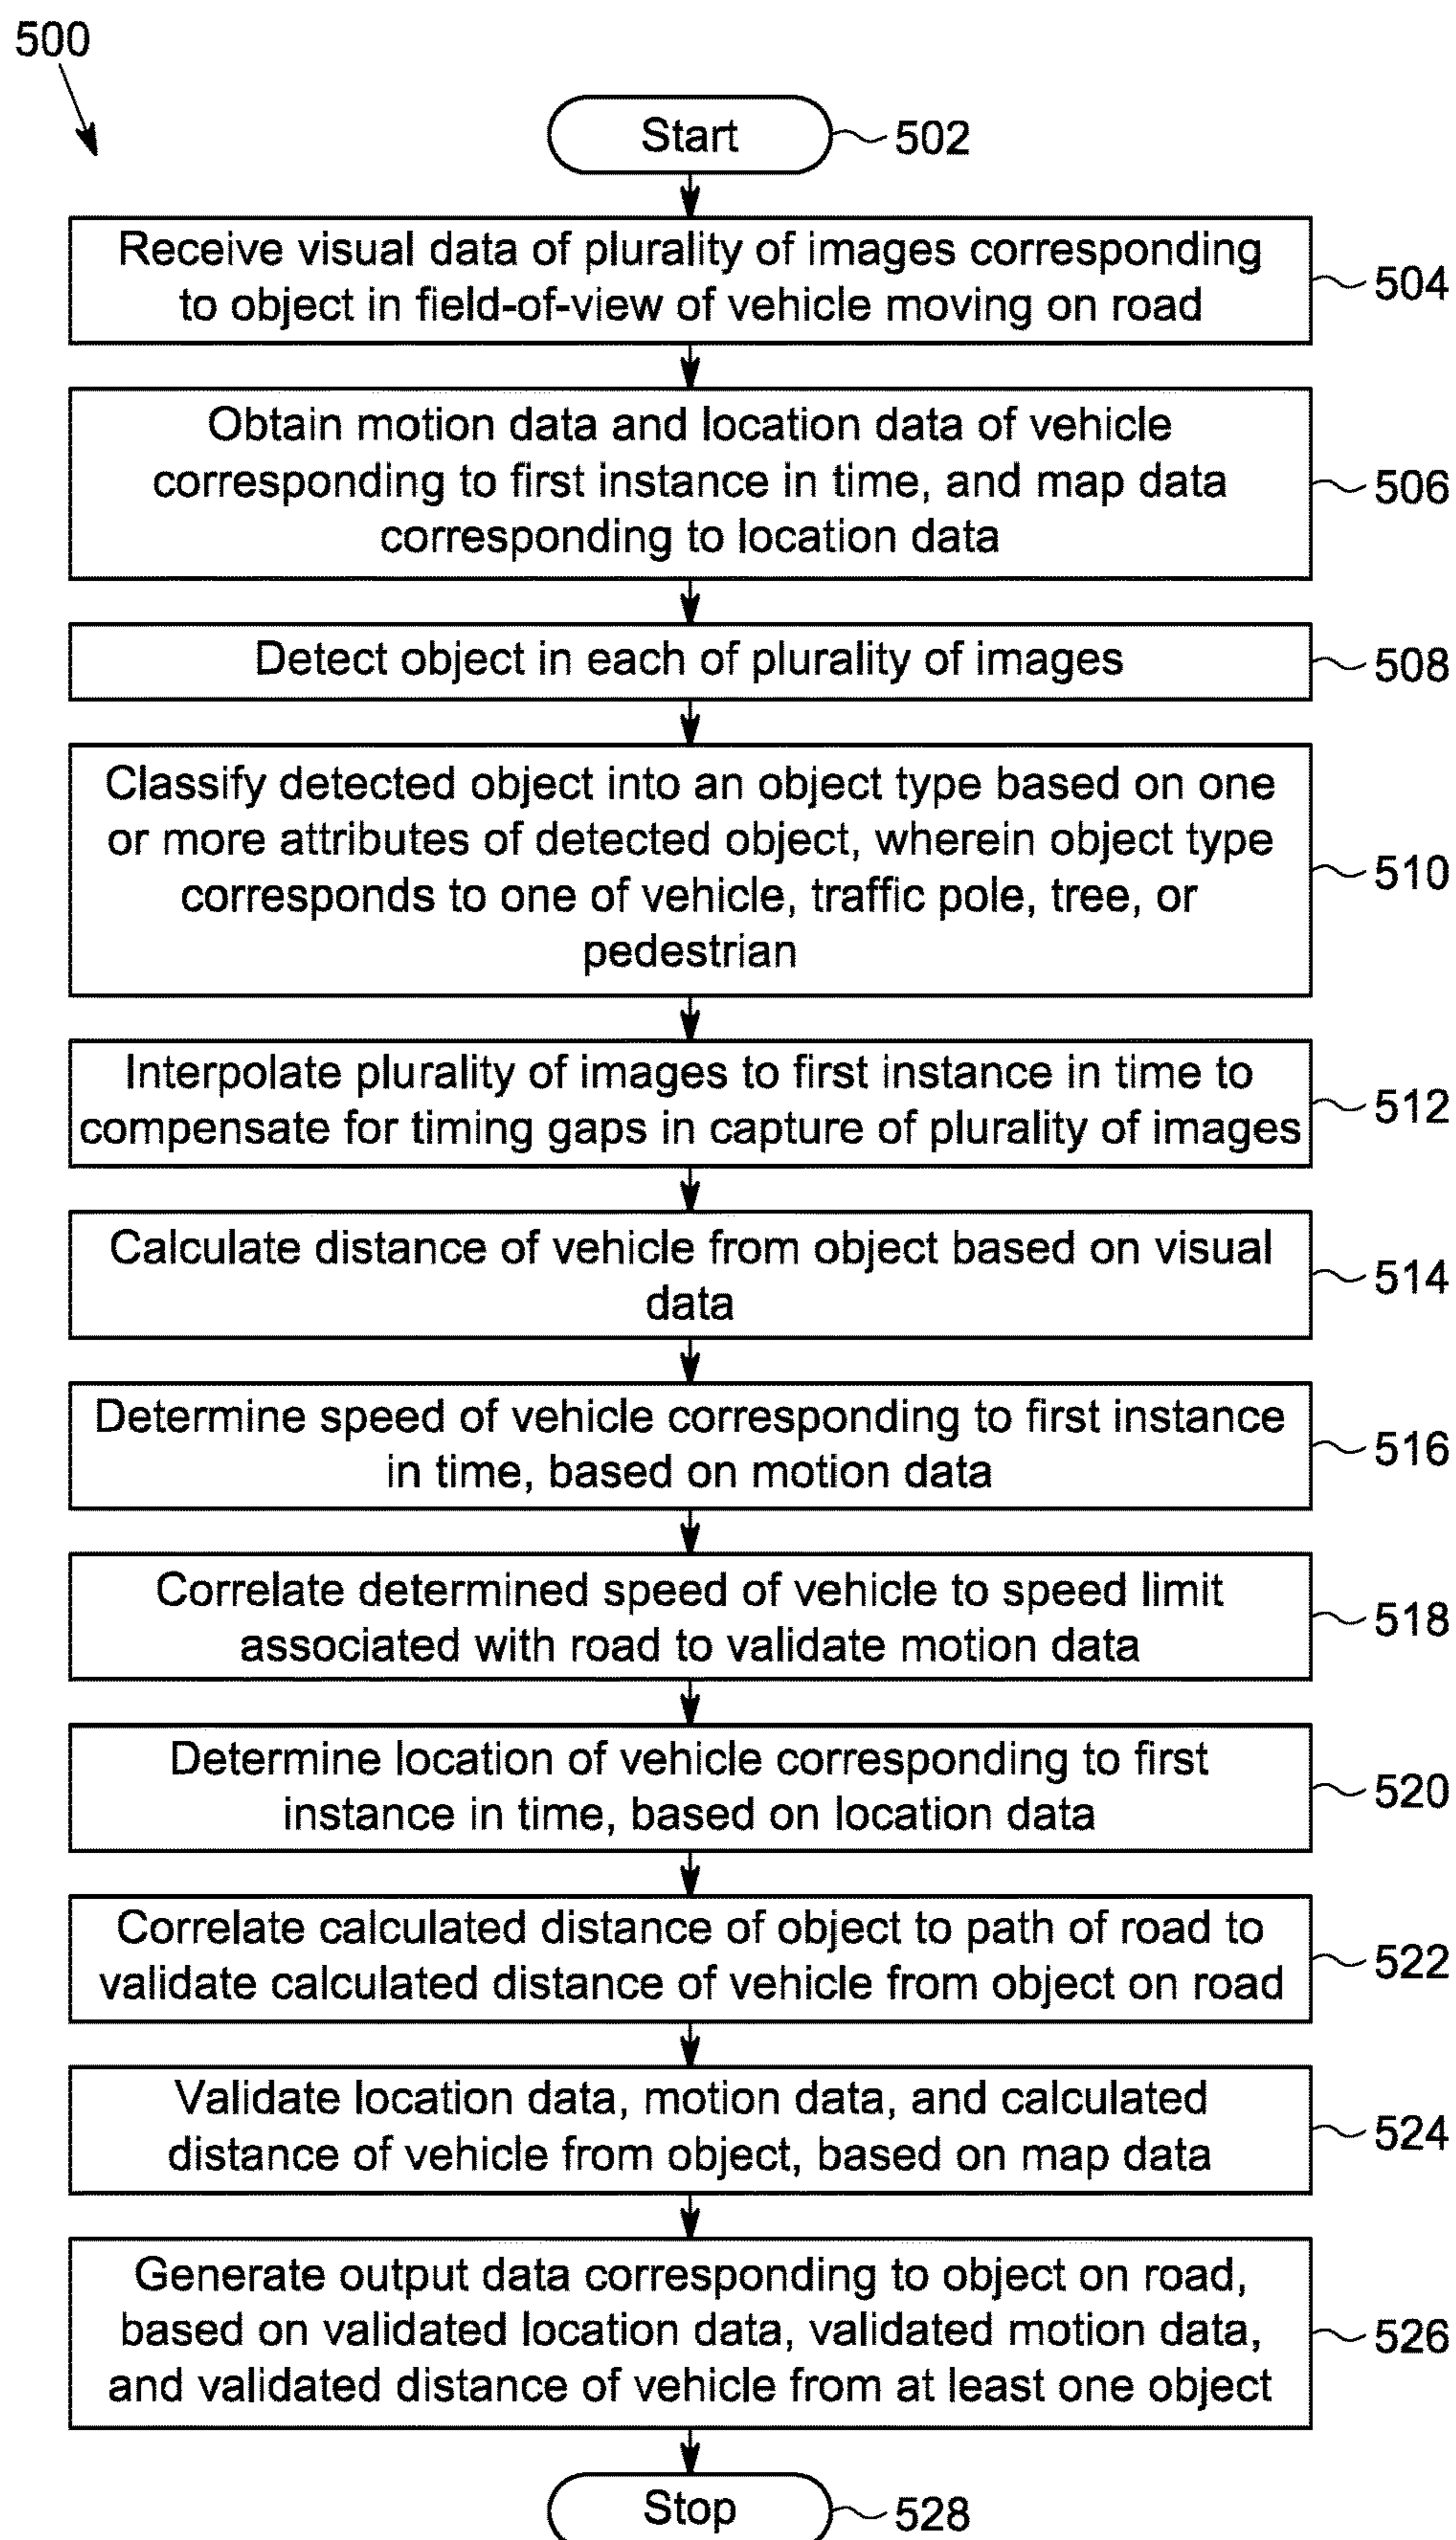 500
Start
502
Receive visual data of plurality of images corresponding
to object in field-of-view of vehicle moving on road
504
Obtain motion data and location data of vehicle
corresponding to first instance in time, and map data
corresponding to location data
506
Detect object in each of plurality of images
508
Classify detected object into an object type based on one
or more attributes of detected object, wherein object type
corresponds to one of vehicle, traffic pole, tree, or
pedestrian
510
Interpolate plurality of images to first instance in time to
compensate for timing gaps in capture of plurality of images
512
Calculate distance of vehicle from object based on visual
data
514
Determine speed of vehicle corresponding to first instance
in time, based on motion data
516
Correlate determined speed of vehicle to speed limit
associated with road to validate motion data
518
Determine location of vehicle corresponding to first
instance in time, based on location data
520
Correlate calculated distance of object to path of road to
validate calculated distance of vehicle from object on road
522
Validate location data, motion data, and calculated
distance of vehicle from object, based on map data
524
Generate output data corresponding to object on road,
based on validated location data, validated motion data,
and validated distance of vehicle from at least one object
526
Stop
528